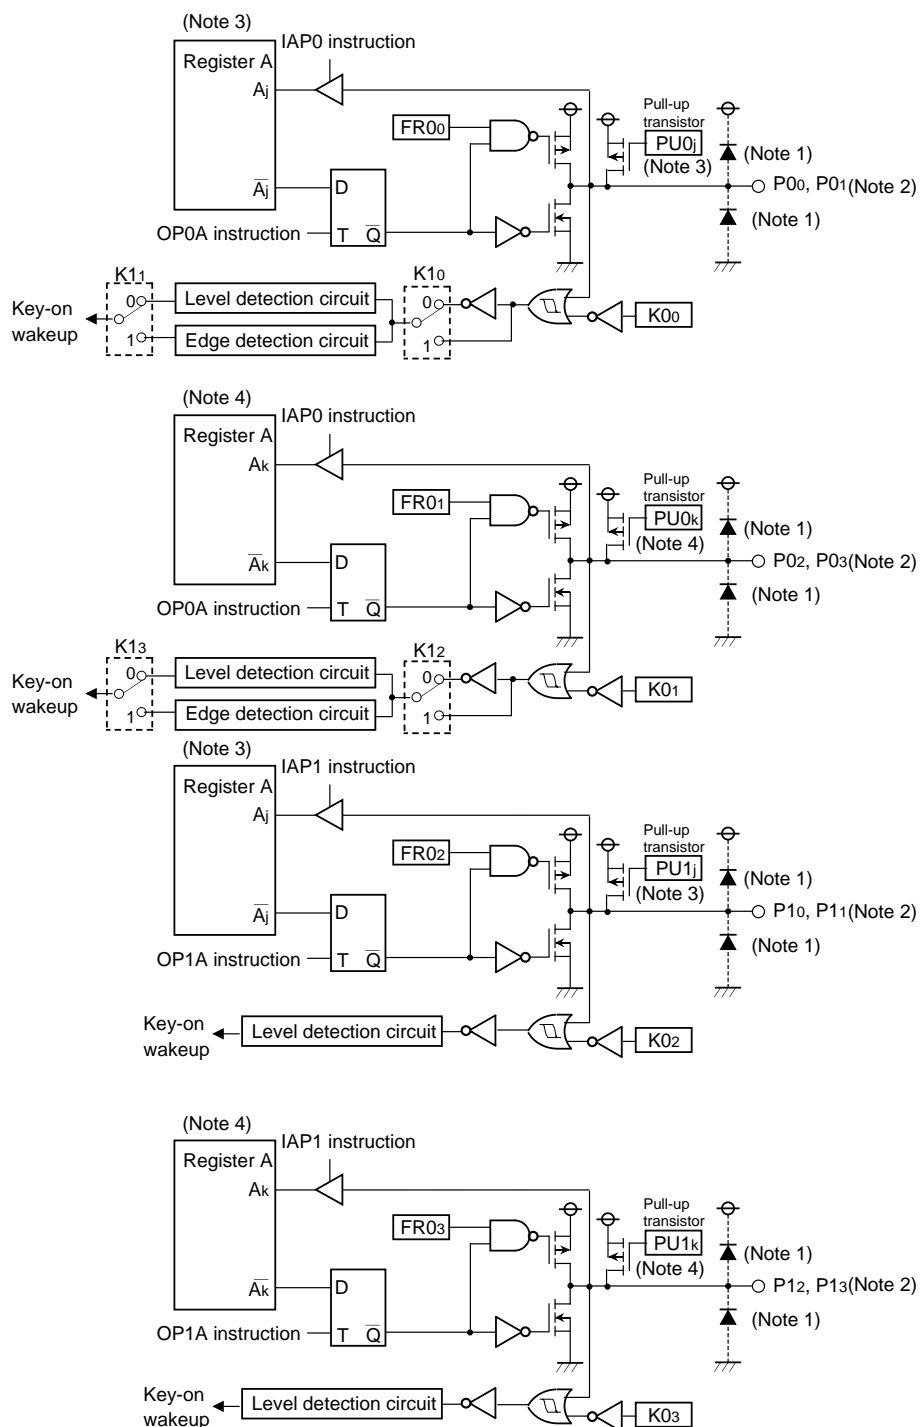 (Note 3)
IAP0 instruction
Register A
Aj
Pull-up
transistor
FR00
PU0j
(Note 3)
(Note 1)
Aj
D
P00, P01(Note 2)
(Note 1)
OP0A instruction
T Q
K11
K10
Key-on
wakeup
0
Level detection circuit
0
1
Edge detection circuit
1
K00
(Note 4)
IAP0 instruction
Register A
Ak
Pull-up
transistor
FR01
PU0k
(Note 4)
(Note 1)
Ak
D
P02, P03(Note 2)
(Note 1)
OP0A instruction
T Q
K13
K12
Key-on
wakeup
0
Level detection circuit
0
1
Edge detection circuit
1
K01
(Note 3)
IAP1 instruction
Register A
Aj
Pull-up
transistor
FR02
PU1j
(Note 3)
(Note 1)
Aj
D
P10, P11(Note 2)
(Note 1)
OP1A instruction
T Q
Key-on
wakeup
Level detection circuit
K02
(Note 4)
IAP1 instruction
Register A
Ak
Pull-up
transistor
FR03
PU1k
(Note 4)
(Note 1)
Ak
D
P12, P13(Note 2)
(Note 1)
OP1A instruction
T Q
Key-on
wakeup
Level detection circuit
K03